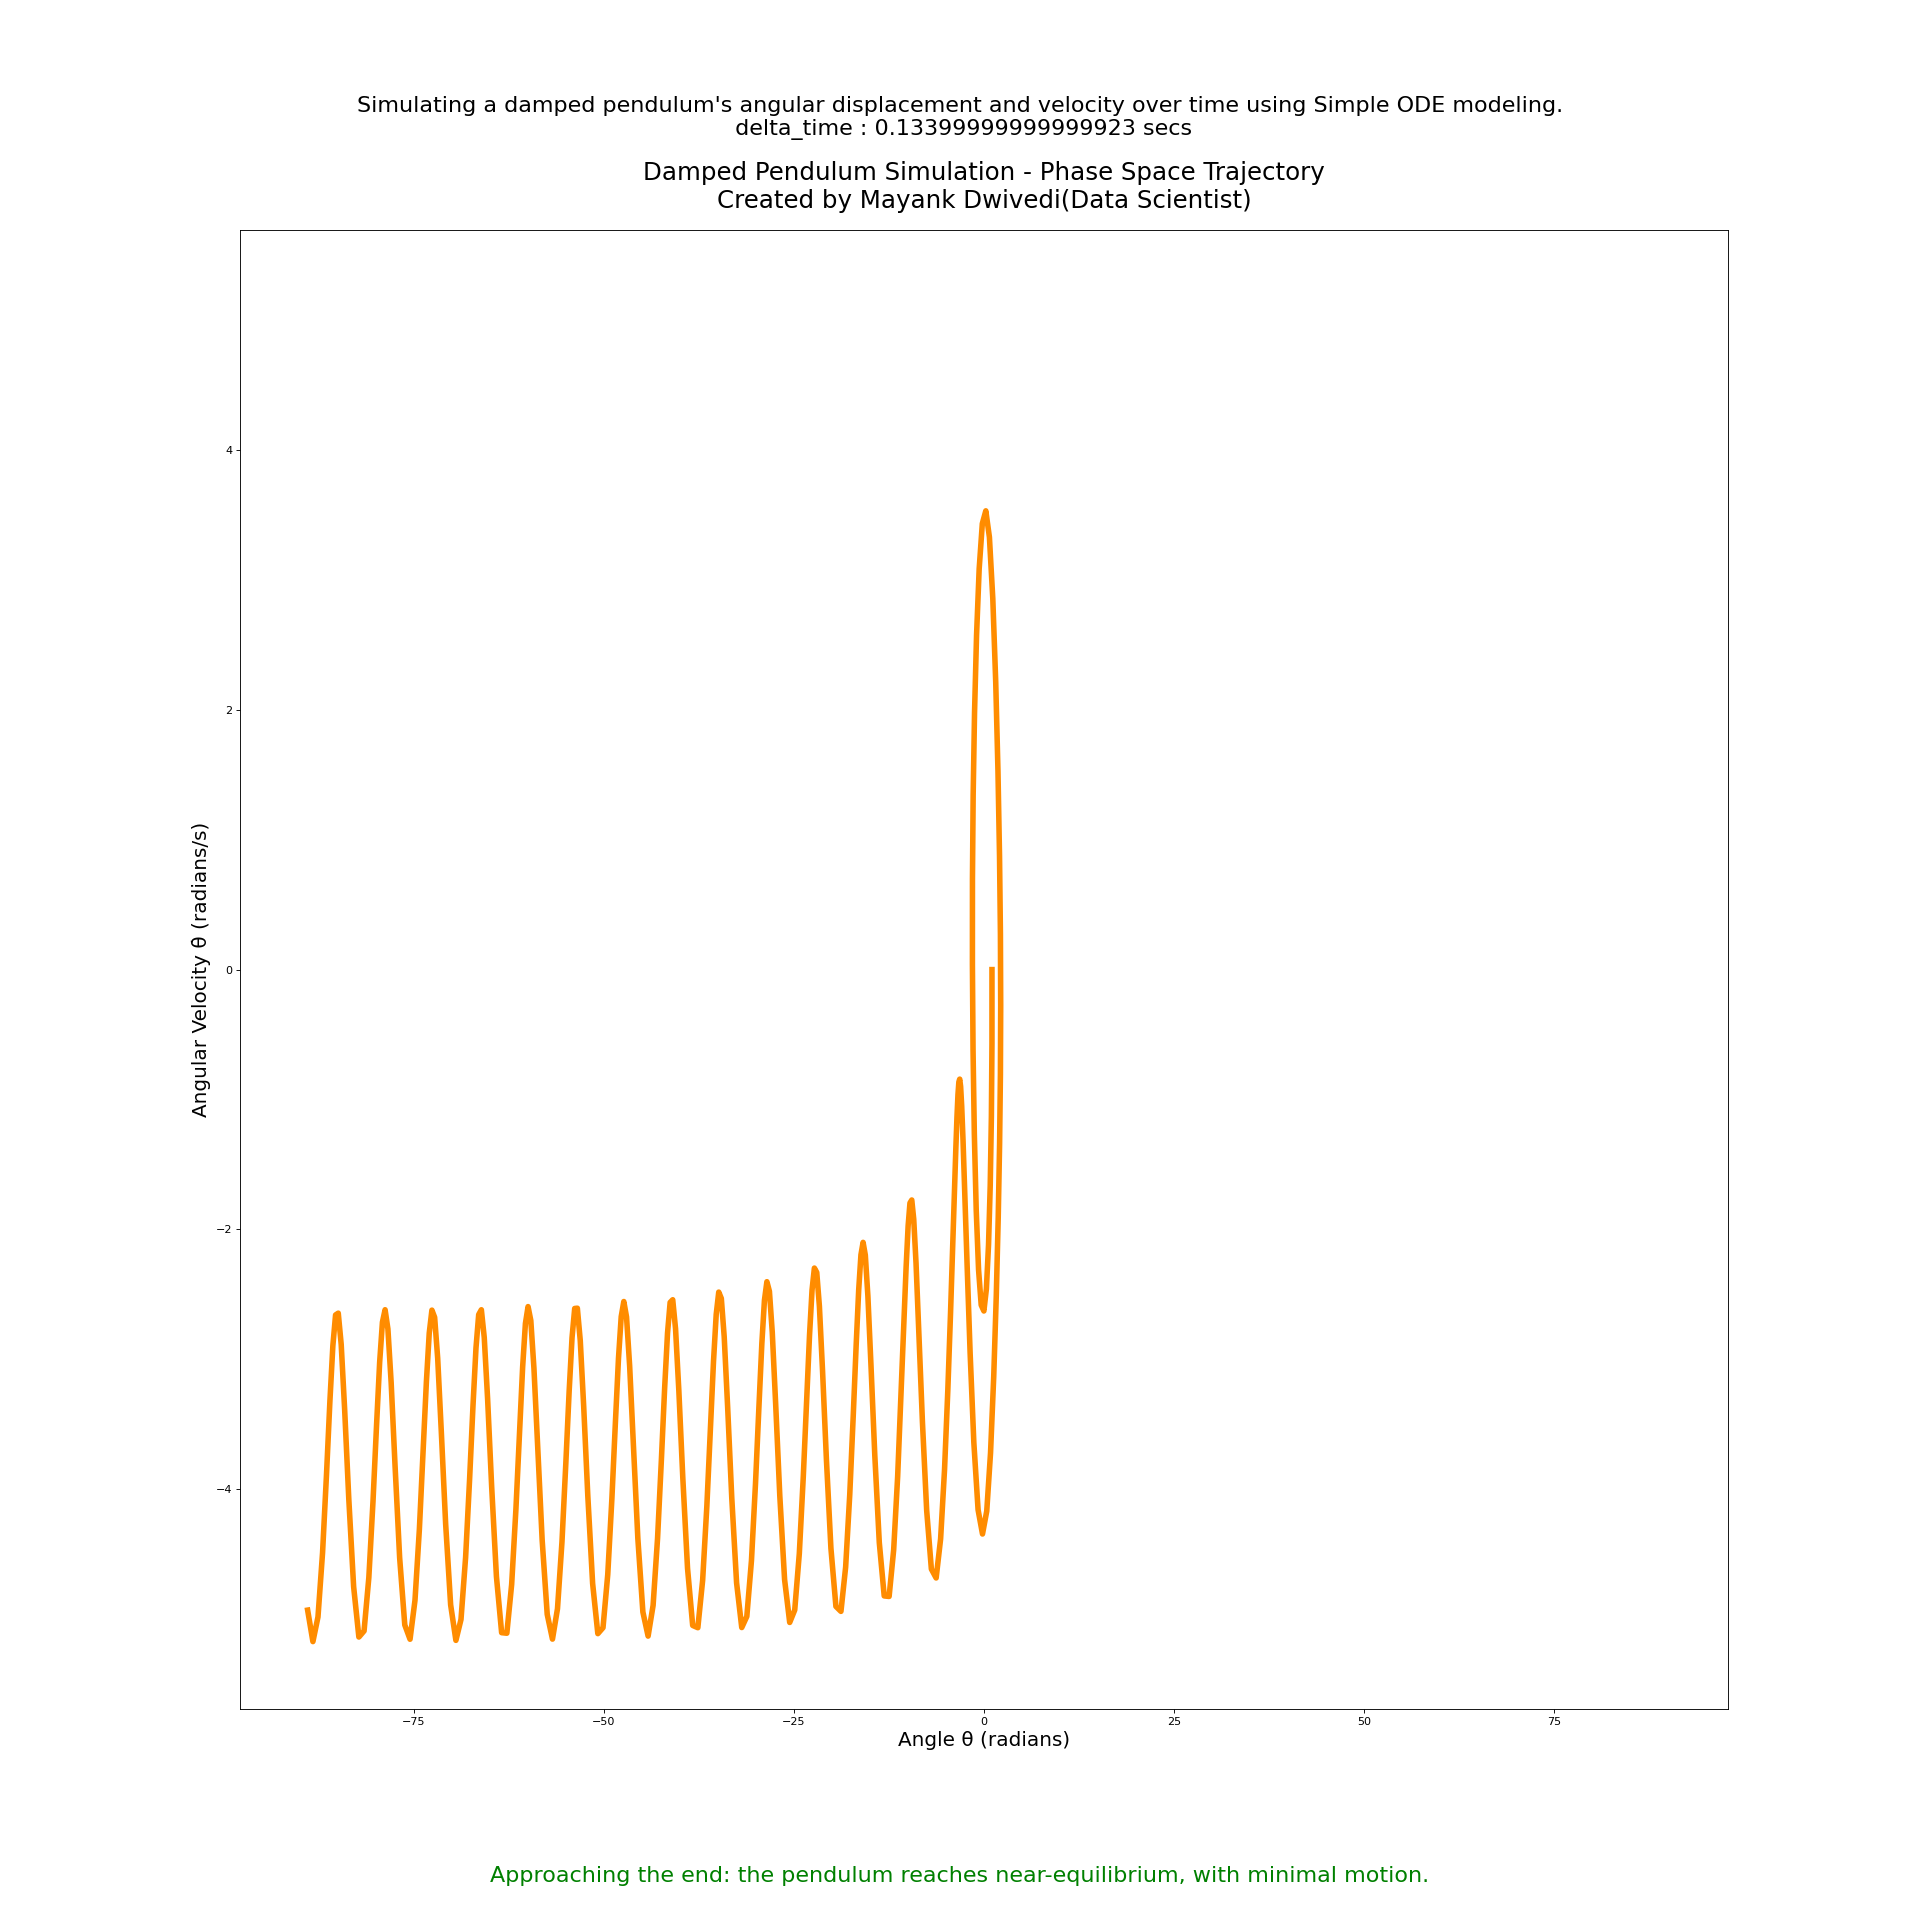 Simulating a damped pendulum's angular displacement and velocity over time using Simple ODE modeling.
delta_time : 0.13399999999999923 secs
Damped Pendulum Simulation - Phase Space Trajectory
Created by Mayank Dwivedi(Data Scientist)
Angular Velocity θ (radians/s)
4
2
0
−2
−4
−75
−50
−25
0
25
50
75
Angle θ (radians)
Approaching the end: the pendulum reaches near-equilibrium, with minimal motion.